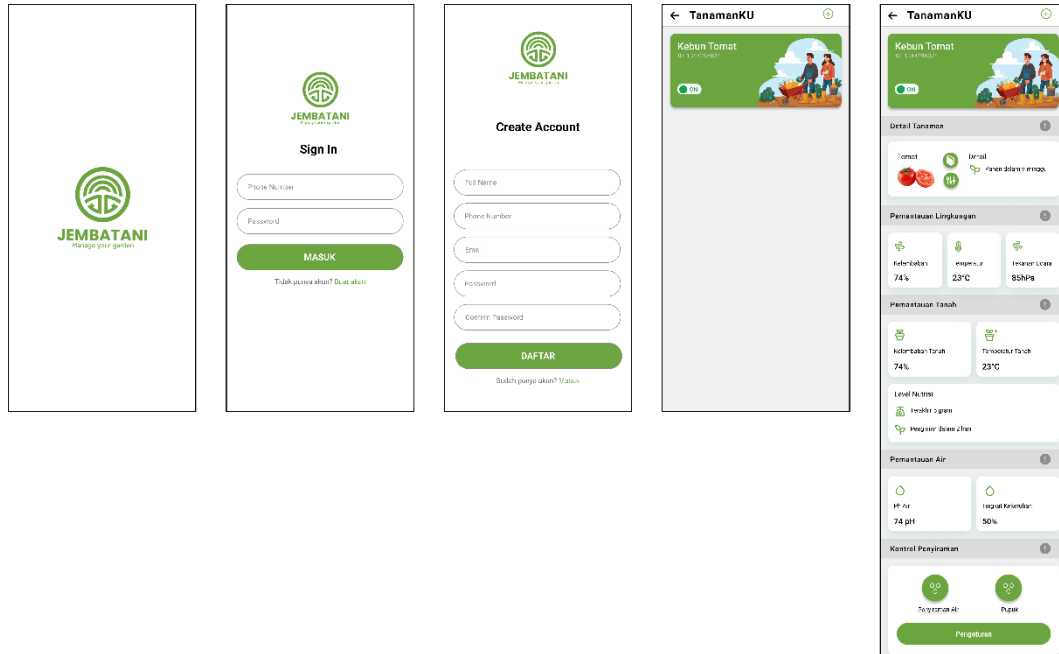 JEMBATANI
Manage your garden
JEMBATANI
Sign In
Phone Number
Password
MASUK
Tidak punya akun? Buat akun
JEMBATANI
Create Account
Full Name
Phone Number
Email
Password
Confirm Password
DAFTAR
Sudah punya akun? Masuk
TanamanKU
Kebun Tomat
ON
TanamanKU
Kebun Tomat
ON
Detail Tanaman
Tomat
Detail
Panen dalam minggu
Pemantauan Lingkungan
Kelembaban
Temperatur
Tekanan Udara
74%
23°C
85hPa
Pemantauan Tanah
Kelembaban Tanah
Temperatur Tanah
74%
23°C
Level Nutrisi
Pemantauan Air
Ph Air
Tingkat Kekeruhan
74 pH
50%
Kontrol Penyiraman
Penyiraman Air
Pupuk
Pengaturan